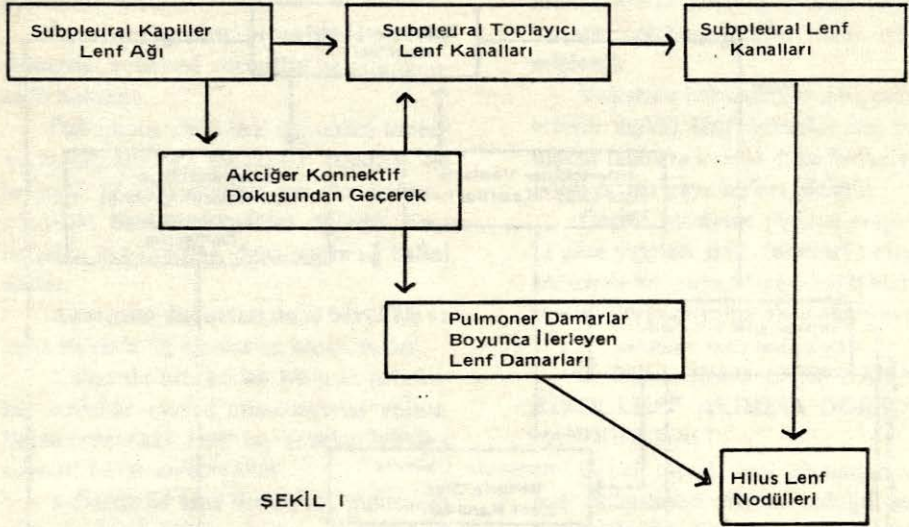 Subpleural Kapiller
Lenf Ağı
Subpleural Toplayıcı
Lenf Kanalları
Subpleural Lenf
Kanalları
Akciğer Konnektif
Dokusundan Geçerek
Pulmoner Damarlar
Boyunca İlerleyen
Lenf Damarları
Hilus Lenf
Nodülleri
ŞEKİL I